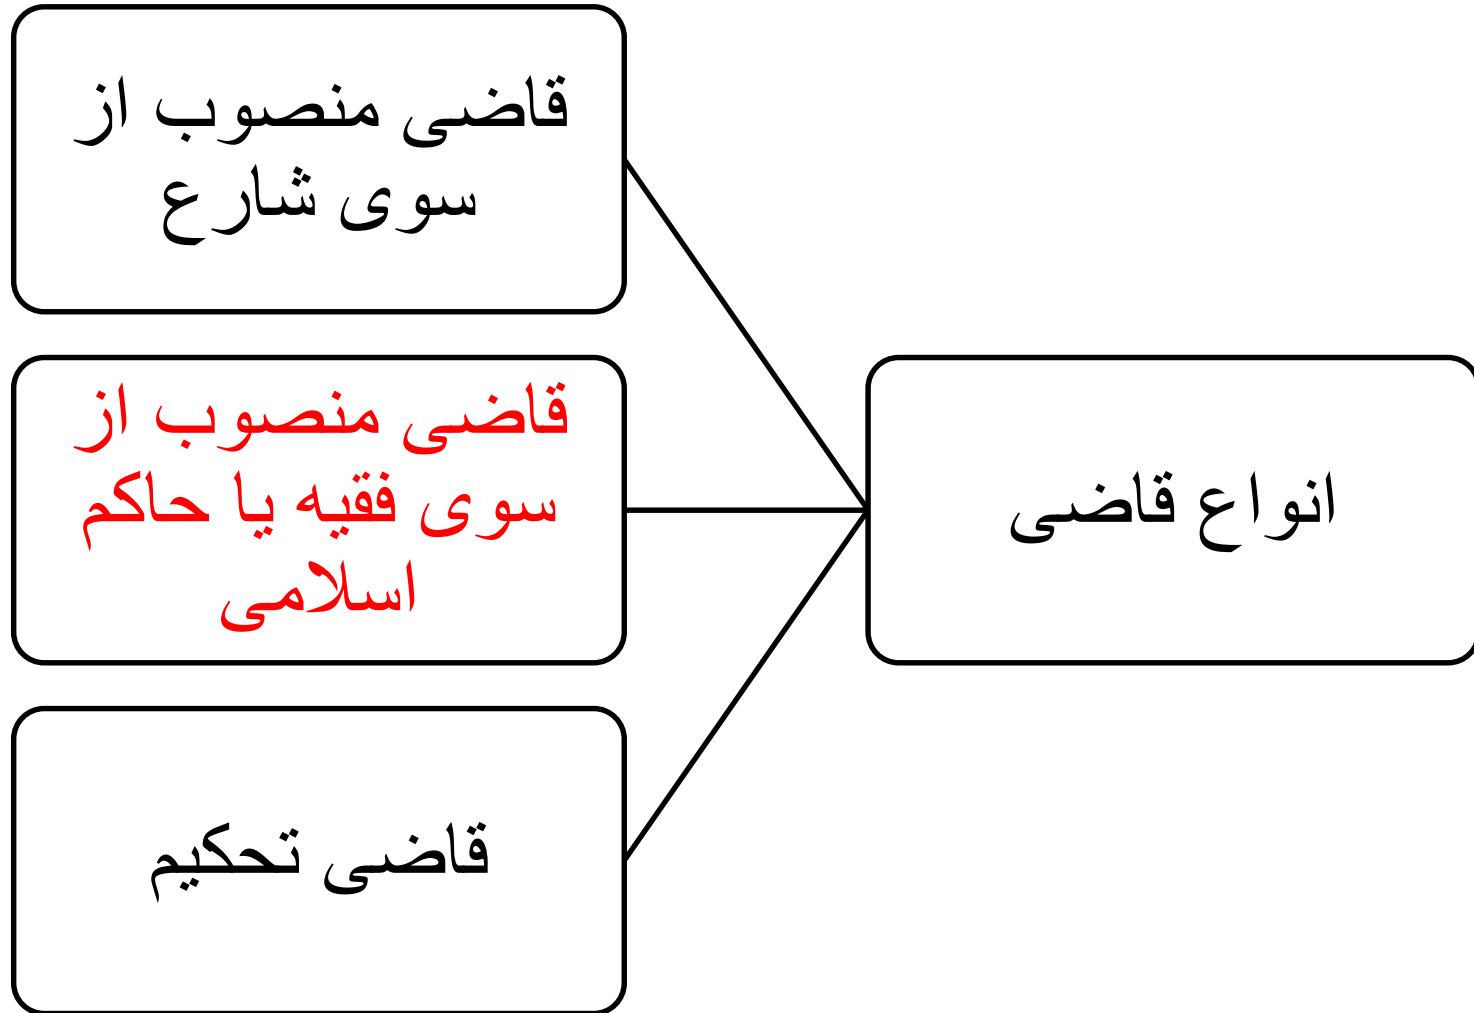 انواع قاضی
قاضی منصوب از
سوی شارع
قاضی منصوب از
سوی فقیه یا حاکم
اسلامی
قاضی تحکیم